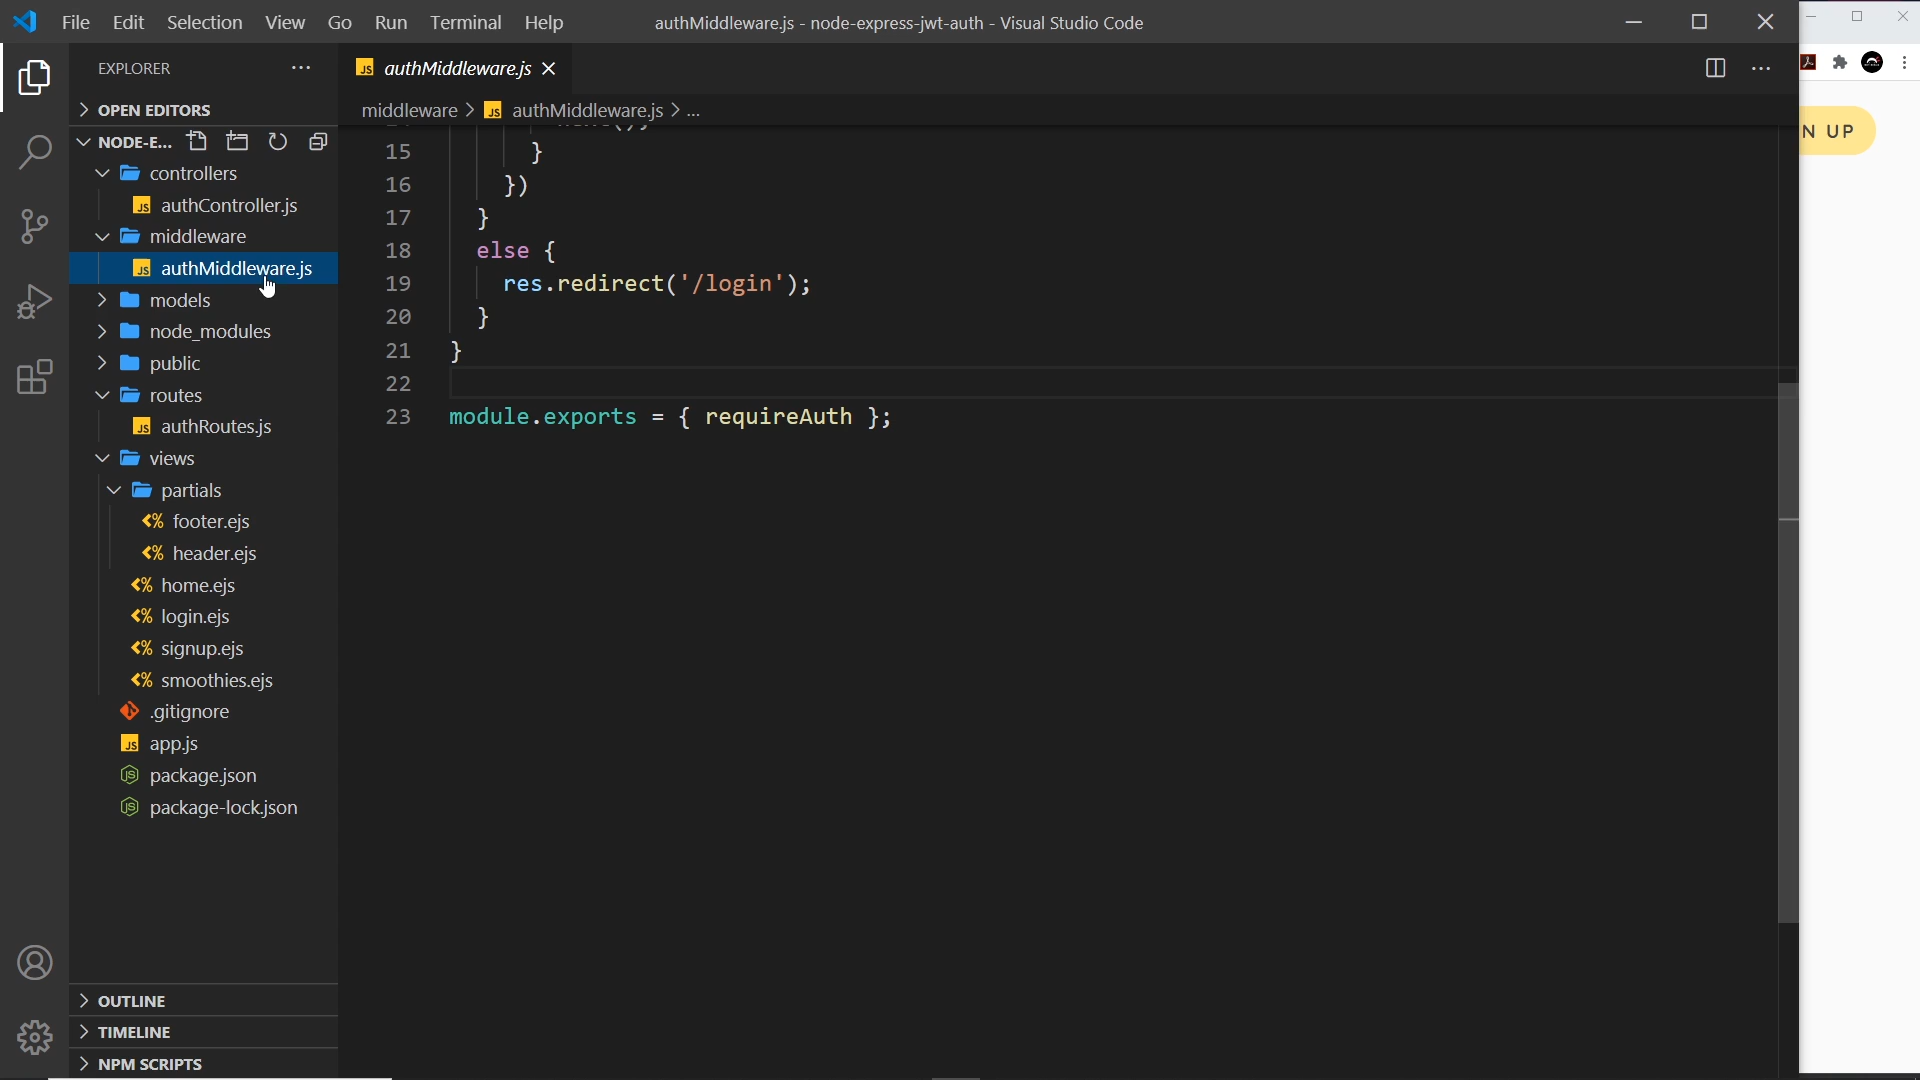 File Edit Selection View Go Run Terminal Help authMiddleware.js - node-express-jwt-auth - Visual Studio Code
EXPLORER
OPEN EDITORS
NODE-E...
controllers
authController.js
middleware
authMiddleware.js
models
node_modules
public
routes
authRoutes.js
views
partials
footer.ejs
header.ejs
home.ejs
login.ejs
signup.ejs
smoothies.ejs
.gitignore
app.js
package.json
package-lock.json
OUTLINE
TIMELINE
NPM SCRIPTS
authMiddleware.js
middleware > authMiddleware.js > ...
15 }
16 })
17 }
18 else {
19 res.redirect('/login');
20 }
21 }
22
23 module.exports = { requireAuth };
N UP